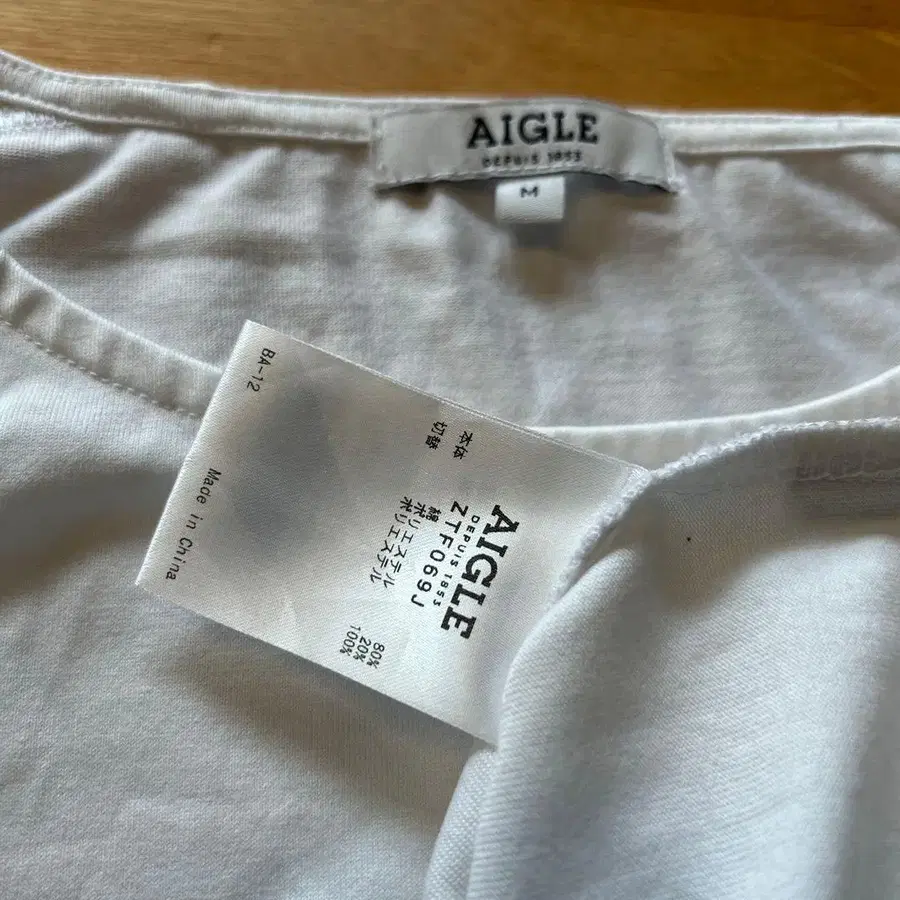 AIGLE
DEPUIS 1853
M
AIGLE
DEPUIS 1853
ZTF069J
本体 綿 80%
ポリエステル 20%
切替 ポリエステル 100%
BA-12
Made in China